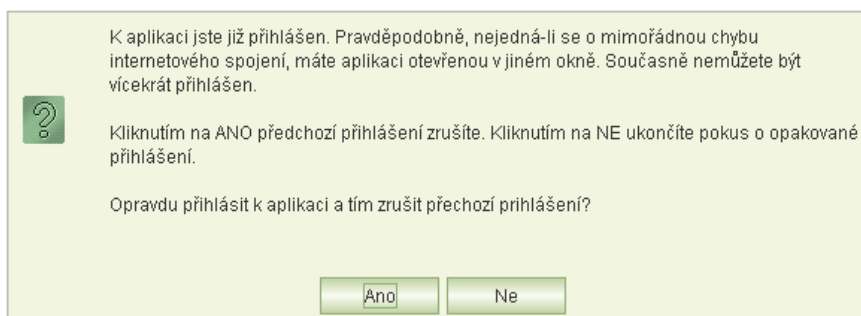 K aplikaci jste již přihlášen. Pravděpodobně, nejedná-li se o mimořádnou chybu
internetového spojení, máte aplikaci otevřenou v jiném okně. Současně nemůžete být
vícekrát přihlášen.
Kliknutím na ANO předchozí přihlášení zrušíte. Kliknutím na NE ukončíte pokus o opakované
přihlášení.
Opravdu přihlásit k aplikaci a tím zrušit přechozí prihlášení?
Ano Ne